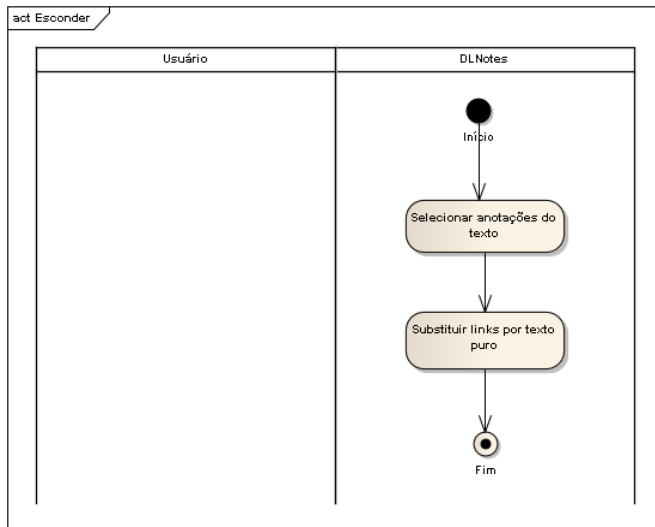 act Esconder
Usuário
DLNotes
Início
Selecionar anotações do
texto
Substituir links por texto
puro
Fim